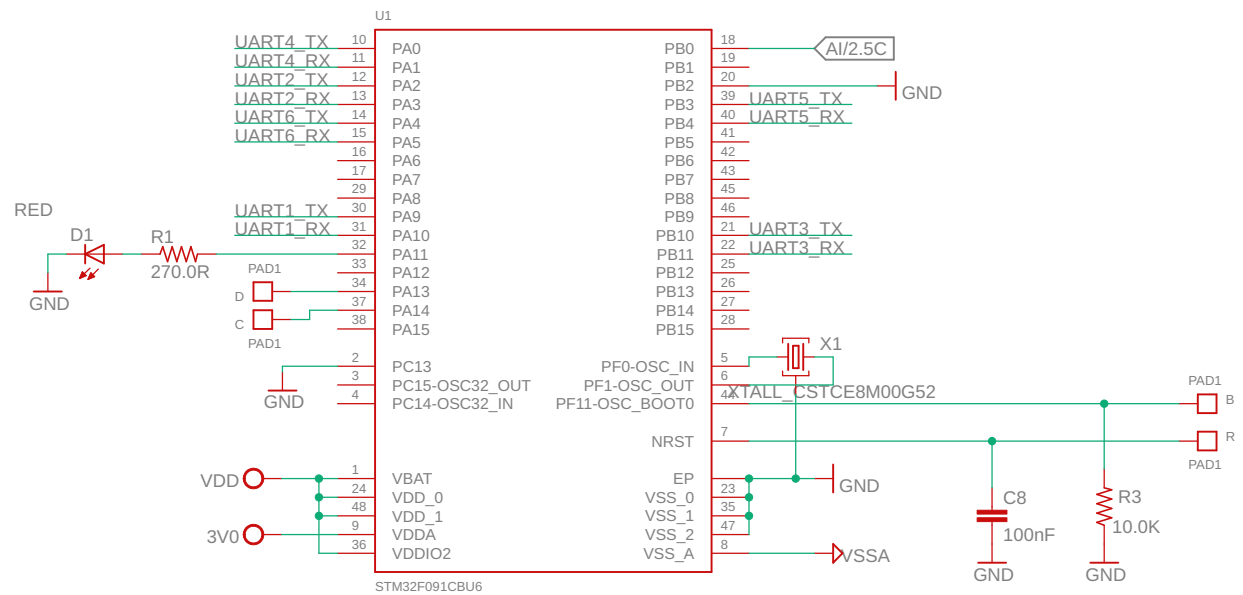 U1
UART4_TX 10 PA0
UART4_RX 11 PA1
UART2_TX 12 PA2
UART2_RX 13 PA3
UART6_TX 14 PA4
UART6_RX 15 PA5
16 PA6
17 PA7
29 PA8
UART1_TX 30 PA9
UART1_RX 31 PA10
32 PA11
33 PA12
34 PA13
37 PA14
38 PA15
2 PC13
3 PC15-OSC32_OUT
4 PC14-OSC32_IN
1 VBAT
24 VDD_0
48 VDD_1
9 VDDA
36 VDDIO2
RED
D1
R1
270.0R
GND
PAD1
D
C
PAD1
GND
VDD
3V0
PB0 18 AI/2.5C
PB1 19
PB2 20 GND
PB3 39 UART5_TX
PB4 40 UART5_RX
PB5 41
PB6 42
PB7 43
PB8 45
PB9 46
PB10 21 UART3_TX
PB11 22 UART3_RX
PB12 25
PB13 26
PB14 27
PB15 28
PF0-OSC_IN 5
PF1-OSC_OUT 6
PF11-OSC_BOOT0 44
NRST 7
EP
VSS_0 23
VSS_1 35
VSS_2 47
VSS_A 8
X1
XTALL_CSTCE8M00G52
GND
VSSA
PAD1
B
R
PAD1
C8
100nF
GND
R3
10.0K
GND
STM32F091CBU6